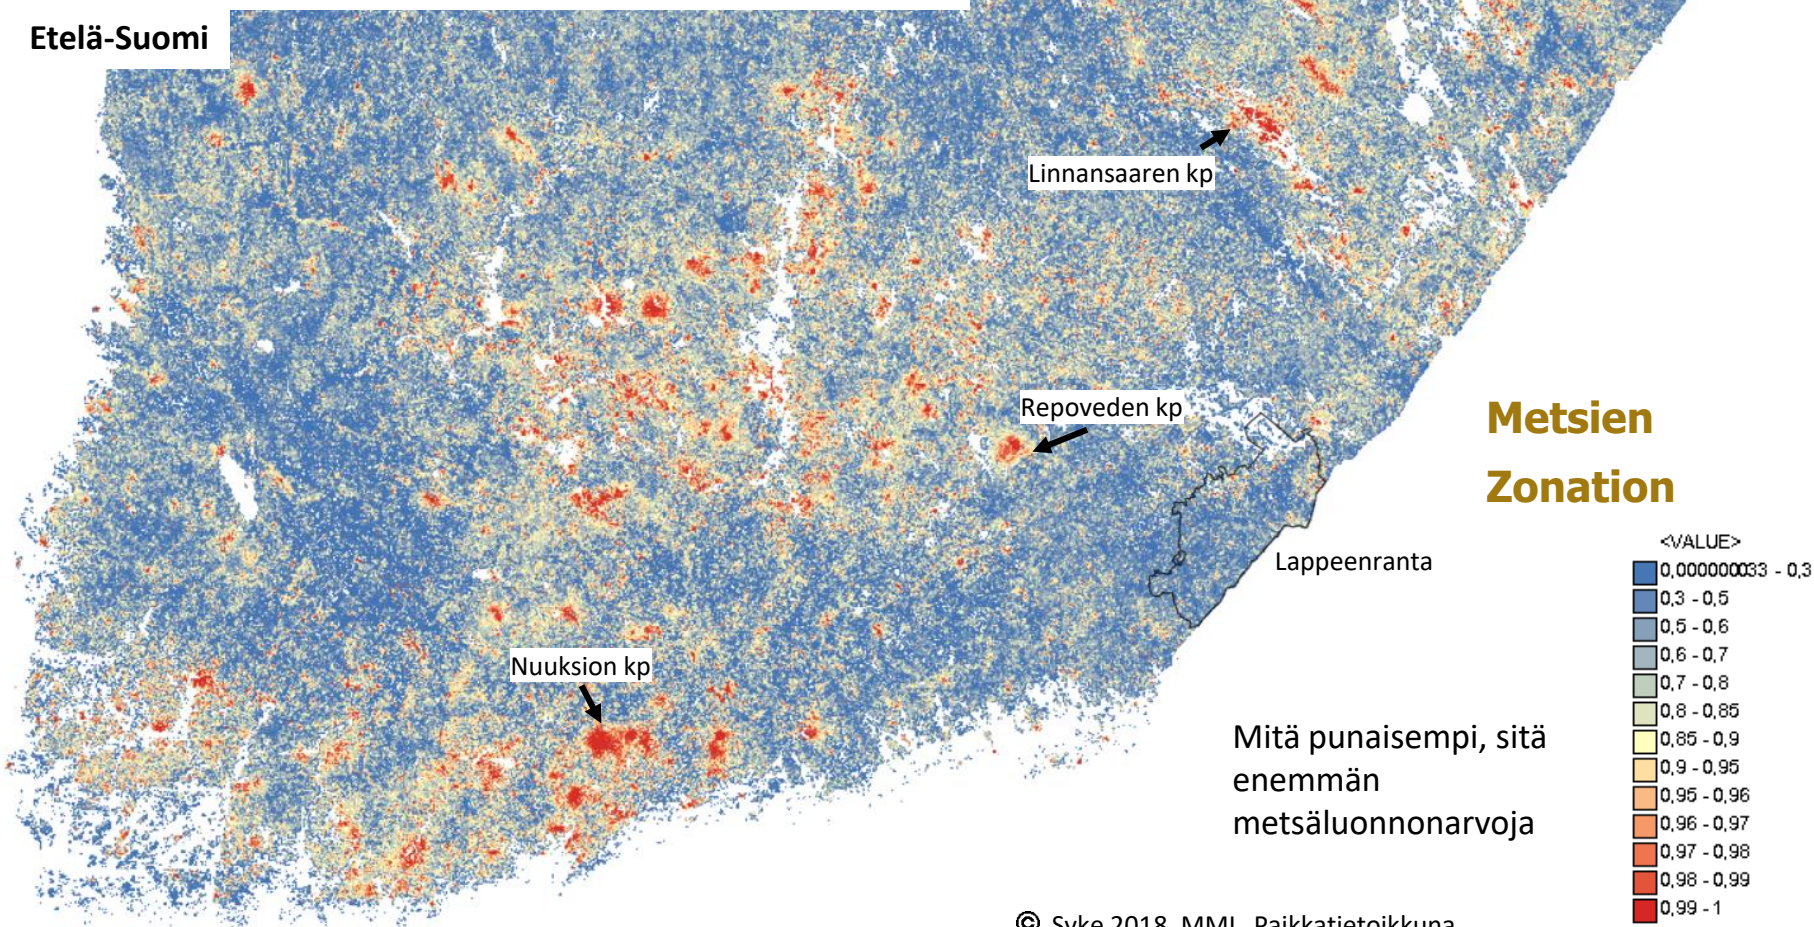 Etelä-Suomi
Linnansaaren kp
Repoveden kp
Metsien
Zonation
<VALUE>
0,000000033 - 0,3
0,3 - 0,5
0,5 - 0,6
0,6 - 0,7
0,7 - 0,8
0,8 - 0,85
0,85 - 0,9
0,9 - 0,95
0,95 - 0,96
0,96 - 0,97
0,97 - 0,98
0,98 - 0,99
0,99 - 1
Lappeenranta
Nuuksion kp
Mitä punaisempi, sitä
enemmän
metsäluonnonarvoja
© Syke 2018, MML, Paikkatietoikkuna